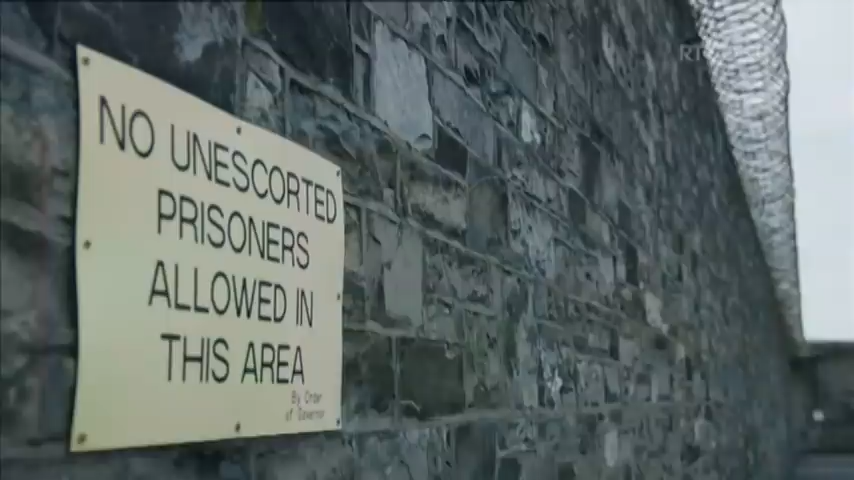 NO UNESCORTED
PRISONERS
ALLOWED IN
THIS AREA
By Order
of Governor